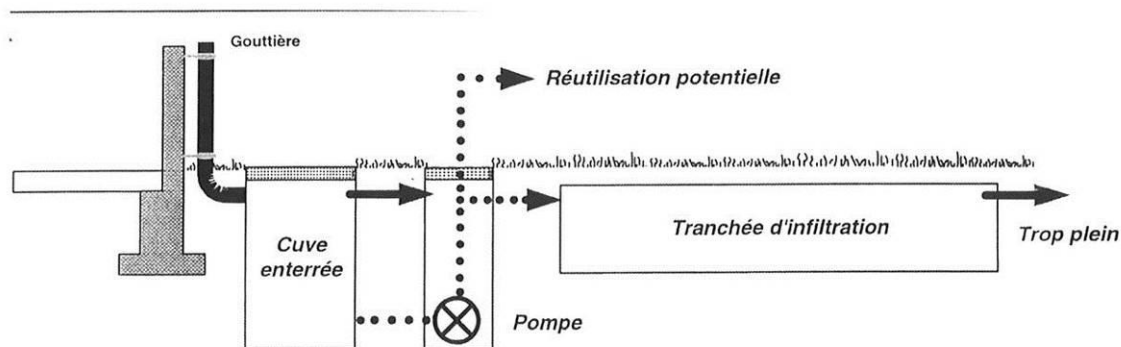 Gouttière
Réutilisation potentielle
Cuve
enterrée
Tranchée d'infiltration
Trop plein
Pompe